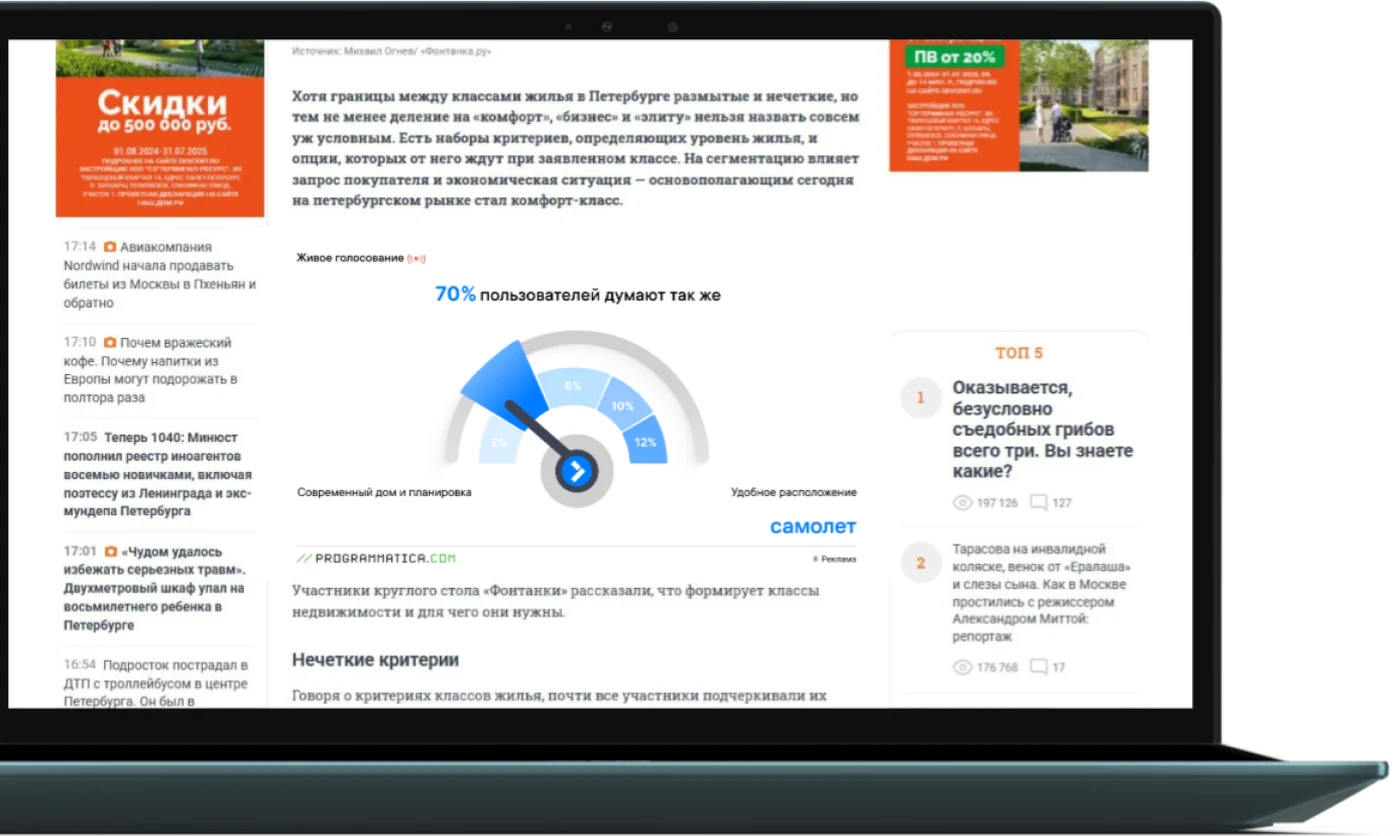 Скидки
до 500 000 руб.
01.08.2024-31.07.2025
17:14 Авиакомпания
Nordwind начала продавать
билеты из Москвы в Пхеньян и
обратно
17:10 Почем вражеский
кофе. Почему напитки из
Европы могут подорожать в
полтора раза
17:05 Теперь 1040: Минюст
пополнил реестр иноагентов
восемью новичками, включая
поэтессу из Ленинграда и экс-
мундепа Петербурга
17:01 «Чудом удалось
избежать серьезных травм».
Двухметровый шкаф упал на
восьмилетнего ребенка в
Петербурге
16:54 Подросток пострадал в
ДТП с троллейбусом в центре
Петербурга. Он был в
Источник: Михаил Огнев/ «Фонтанка.ру»
Хотя границы между классами жилья в Петербурге размытые и нечеткие, но
тем не менее деление на «комфорт», «бизнес» и «элиту» нельзя назвать совсем
уж условным. Есть наборы критериев, определяющих уровень жилья, и
опции, которых от него ждут при заявленном классе. На сегментацию влияет
запрос покупателя и экономическая ситуация — основополагающим сегодня
на петербургском рынке стал комфорт-класс.
Живое голосование
70% пользователей думают так же
2%
6%
10%
12%
Современный дом и планировка
Удобное расположение
самолет
// PROGRAMMATICA.COM
Реклама
Участники круглого стола «Фонтанки» рассказали, что формирует классы
недвижимости и для чего они нужны.
Нечеткие критерии
Говоря о критериях классов жилья, почти все участники подчеркивали их
ПВ от 20%
ТОП 5
1
Оказывается,
безусловно
съедобных грибов
всего три. Вы знаете
какие?
197 126 127
2
Тарасова на инвалидной
коляске, венок от «Ералаша»
и слезы сына. Как в Москве
простились с режиссером
Александром Миттой:
репортаж
176 768 17